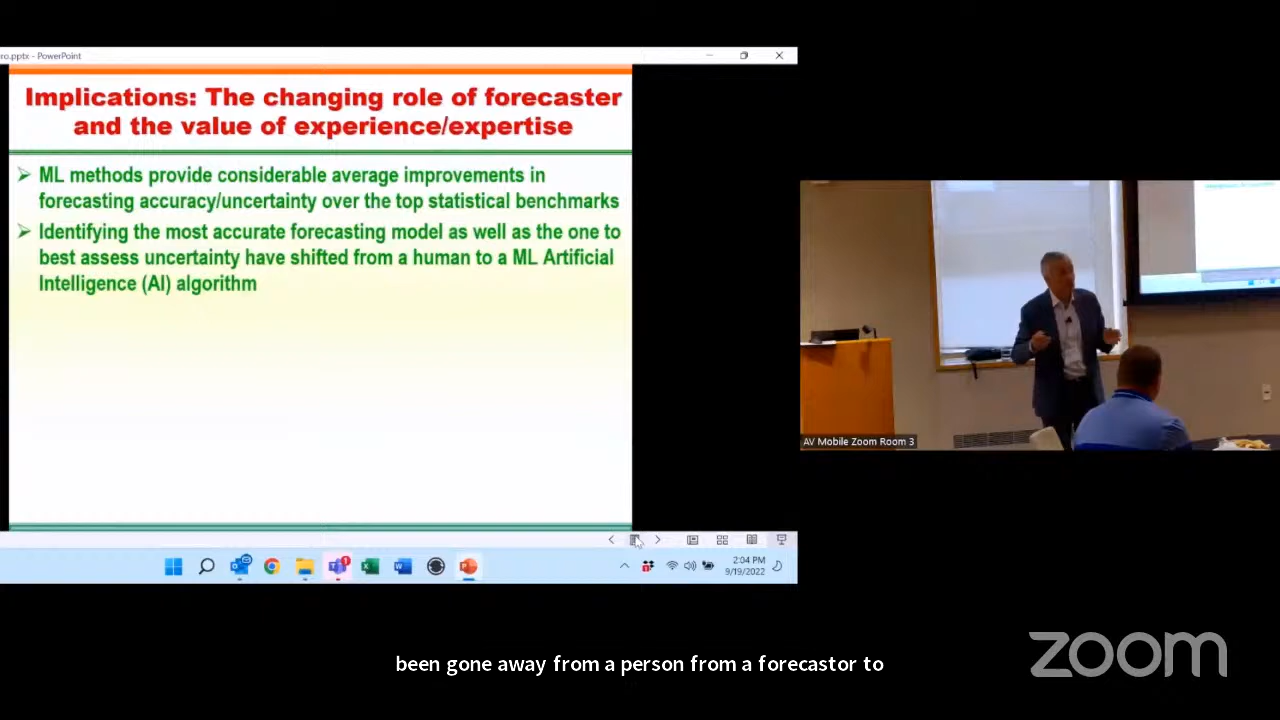 ro.pptx - PowerPoint
Implications: The changing role of forecaster
and the value of experience/expertise
ML methods provide considerable average improvements in
forecasting accuracy/uncertainty over the top statistical benchmarks
Identifying the most accurate forecasting model as well as the one to
best assess uncertainty have shifted from a human to a ML Artificial
Intelligence (AI) algorithm
AV Mobile Zoom Room 3
2:04 PM
9/19/2022
been gone away from a person from a forecastor to
zoom